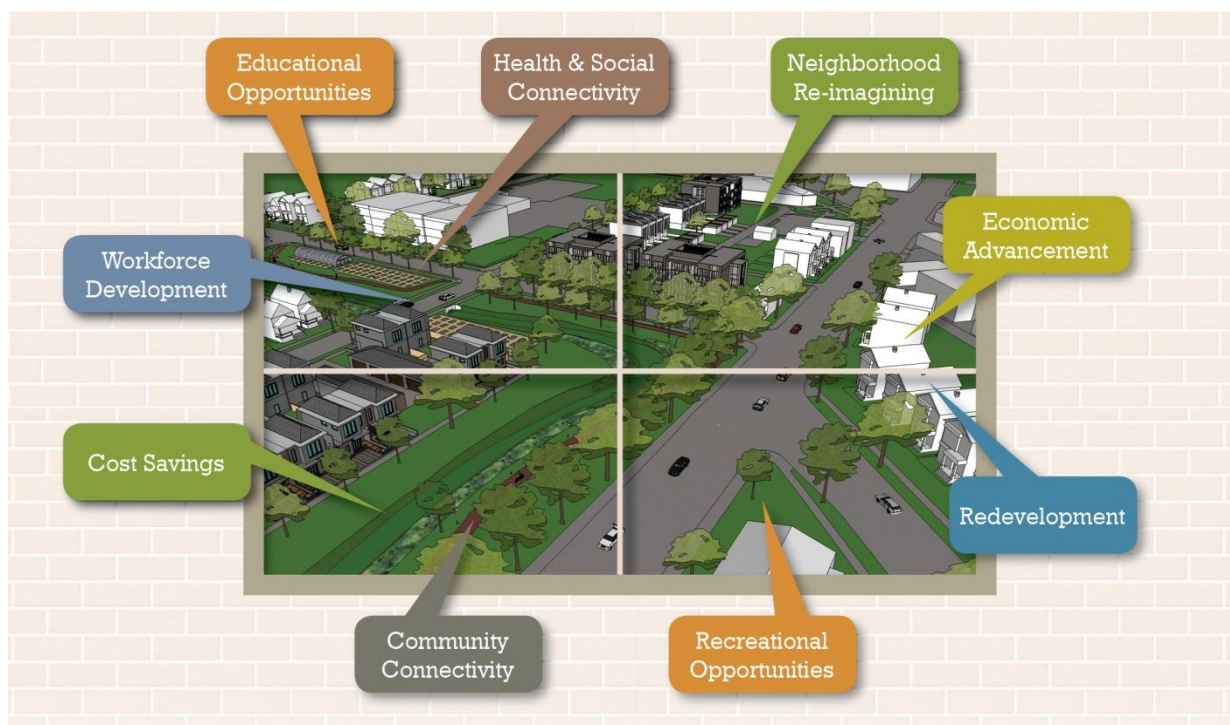 Educational
Opportunities
Health & Social
Connectivity
Neighborhood
Re-imagining
Economic
Advancement
Workforce
Development
Cost Savings
Redevelopment
Community
Connectivity
Recreational
Opportunities